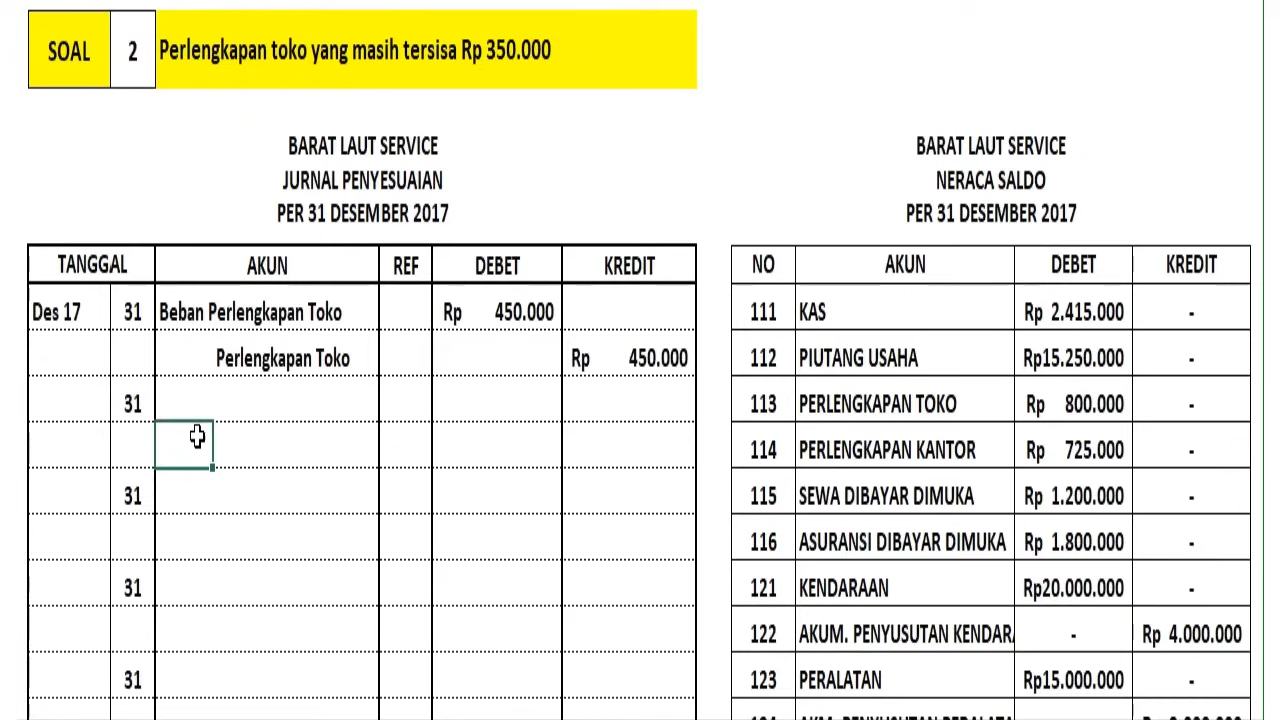 SOAL 2 Perlengkapan toko yang masih tersisa Rp 350.000
BARAT LAUT SERVICE
JURNAL PENYESUAIAN
PER 31 DESEMBER 2017
TANGGAL AKUN REF DEBET KREDIT
Des 17 31 Beban Perlengkapan Toko Rp 450.000
Perlengkapan Toko Rp 450.000
31
31
31
31
BARAT LAUT SERVICE
NERACA SALDO
PER 31 DESEMBER 2017
NO AKUN DEBET KREDIT
111 KAS Rp 2.415.000 -
112 PIUTANG USAHA Rp15.250.000 -
113 PERLENGKAPAN TOKO Rp 800.000 -
114 PERLENGKAPAN KANTOR Rp 725.000 -
115 SEWA DIBAYAR DIMUKA Rp 1.200.000 -
116 ASURANSI DIBAYAR DIMUKA Rp 1.800.000 -
121 KENDARAAN Rp20.000.000 -
122 AKUM. PENYUSUTAN KENDARA - Rp 4.000.000
123 PERALATAN Rp15.000.000 -